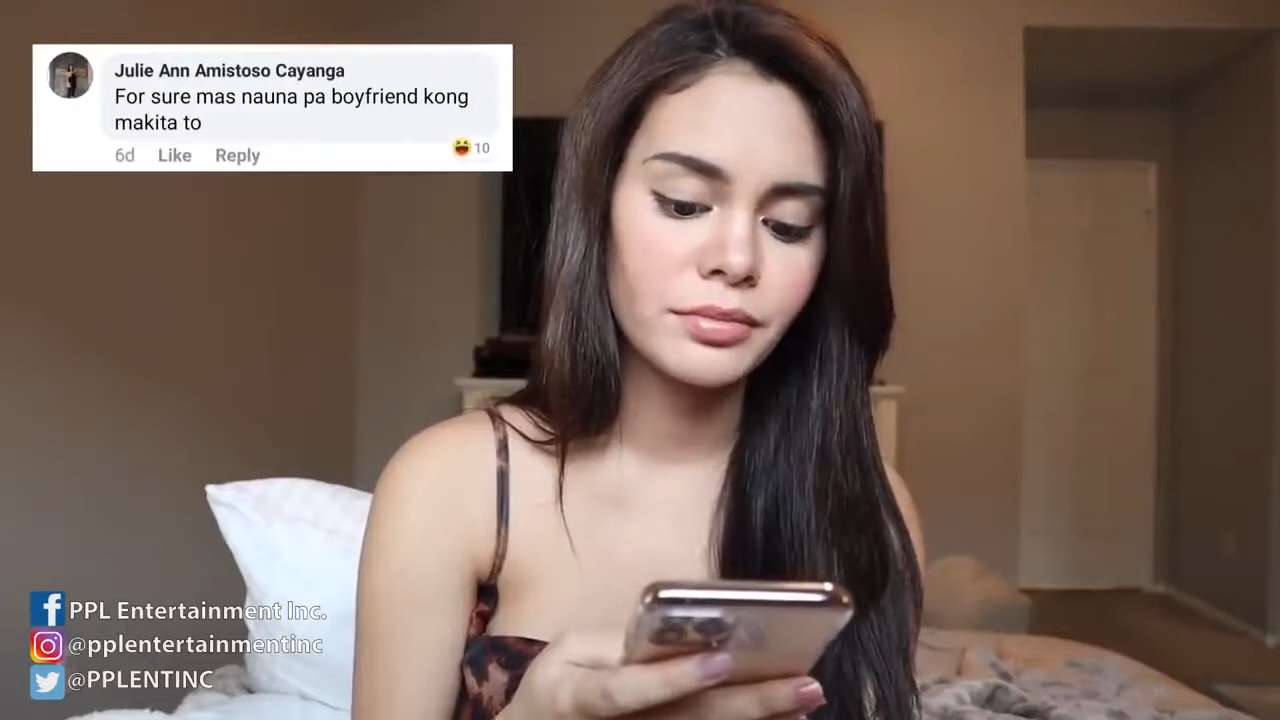 Julie Ann Amistoso Cayanga
For sure mas nauna pa boyfriend kong
makita to
6d Like Reply 10
PPL Entertainment Inc.
@pplentertainmentinc
@PPLENTINC